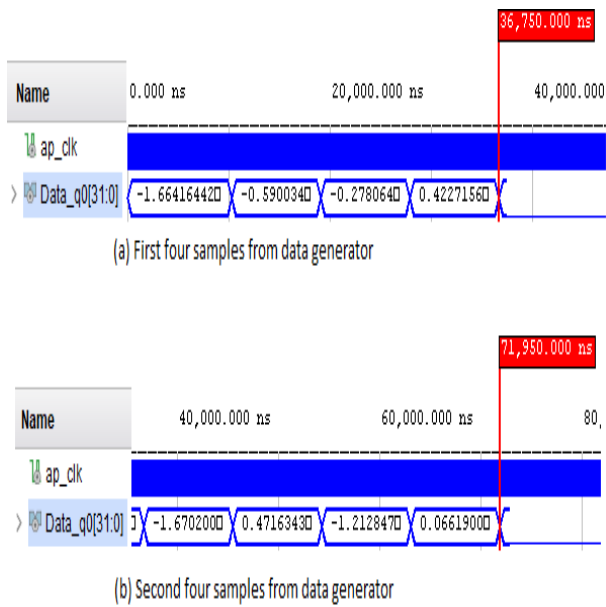 36,750.000 ns
Name 0.000 ns 20,000.000 ns 40,000.000
ap_clk
> Data_q0[31:0] -1.66416442▯ -0.590034▯ -0.278064▯ 0.4227156▯
(a) First four samples from data generator
71,950.000 ns
Name 40,000.000 ns 60,000.000 ns 80,
ap_clk
> Data_q0[31:0] ▯ -1.670200▯ 0.4716343▯ -1.212847▯ 0.0661900▯
(b) Second four samples from data generator